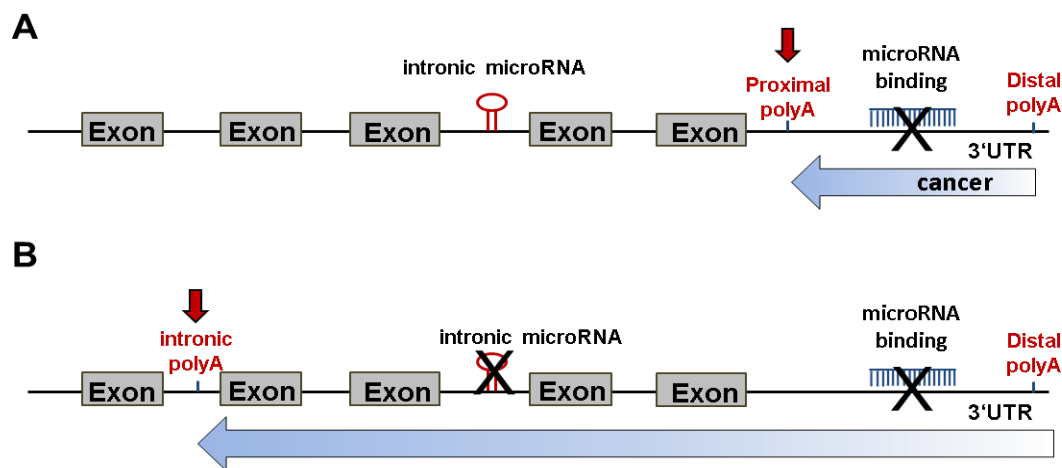 A
intronic microRNA
Proximal
polyA
microRNA
binding
Distal
polyA
Exon Exon Exon Exon Exon
3‘UTR
cancer
B
intronic
polyA
intronic microRNA
microRNA
binding
Distal
polyA
Exon Exon Exon Exon Exon
3‘UTR